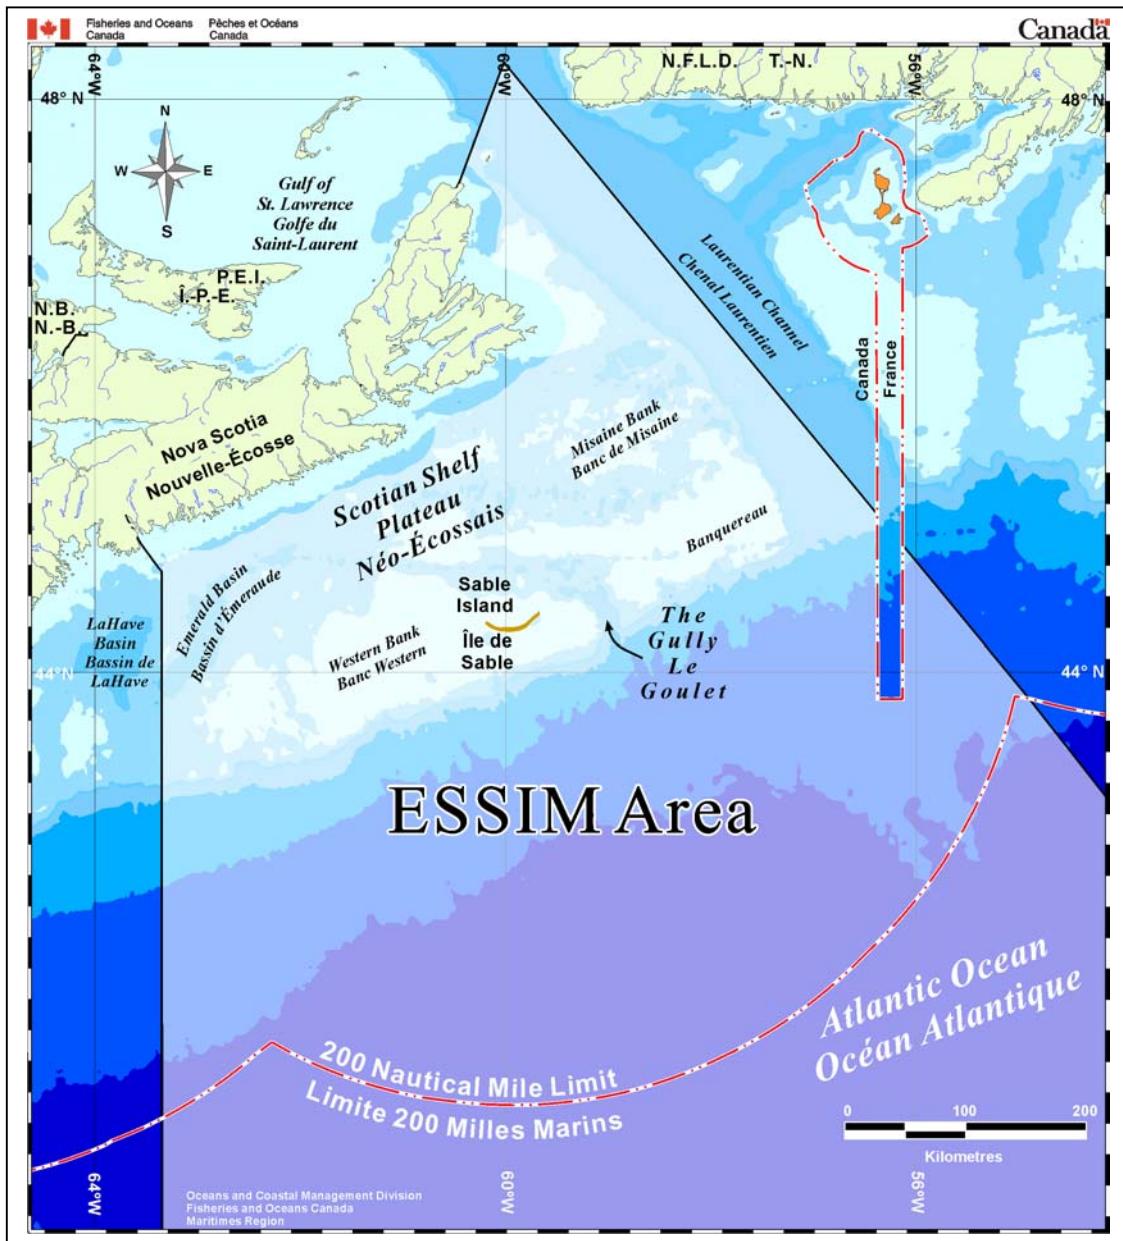 Fisheries and Oceans
Canada
Pêches et Océans
Canada
Canada
64°W
60°W
56°W
48° N
48° N
N.F.L.D. T.-N.
N
W E
S
Gulf of
St. Lawrence
Golfe du
Saint-Laurent
P.E.I.
Î.-P.-E.
N.B.
N.-B.
Laurentian Channel
Chenal Laurentien
Canada
France
Nova Scotia
Nouvelle-Écosse
Misaine Bank
Banc de Misaine
Scotian Shelf
Plateau
Néo-Écossais
Banquereau
Emerald Basin
Bassin d'Émeraude
Sable
Island
Île de
Sable
LaHave
Basin
Bassin de
LaHave
Western Bank
Banc Western
The
Gully
Le
Goulet
44°N
44° N
ESSIM Area
Atlantic Ocean
Océan Atlantique
200 Nautical Mile Limit
Limite 200 Milles Marins
0 100 200
Kilometres
64°W
60°W
56°W
Oceans and Coastal Management Division
Fisheries and Oceans Canada
Maritimes Region